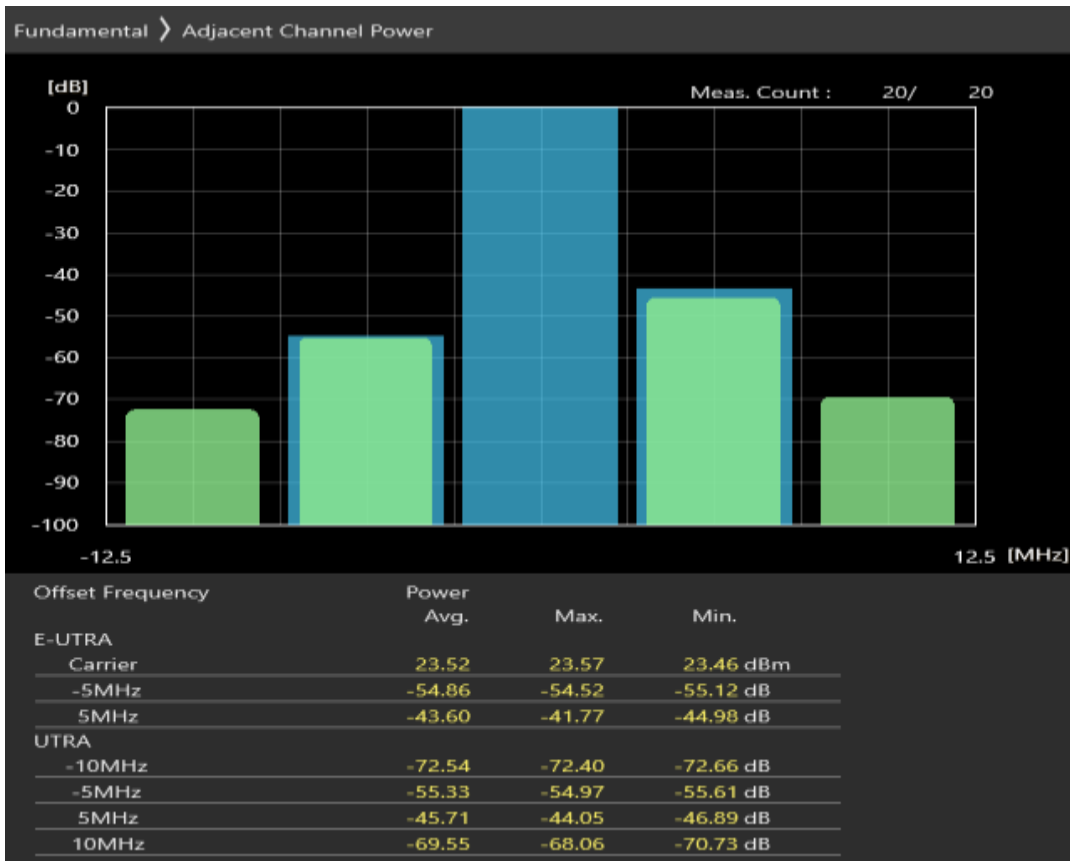 Fundamental 》 Adjacent Channel Power
[dB]
Meas. Count : 20/ 20
0
-10
-20
-30
-40
-50
-60
-70
-80
-90
-100
-12.5 12.5 [MHz]
Offset Frequency Power
Avg. Max. Min.
E-UTRA
Carrier 23.52 23.57 23.46 dBm
-5MHz -54.86 -54.52 -55.12 dB
5MHz -43.60 -41.77 -44.98 dB
UTRA
-10MHz -72.54 -72.40 -72.66 dB
-5MHz -55.33 -54.97 -55.61 dB
5MHz -45.71 -44.05 -46.89 dB
10MHz -69.55 -68.06 -70.73 dB